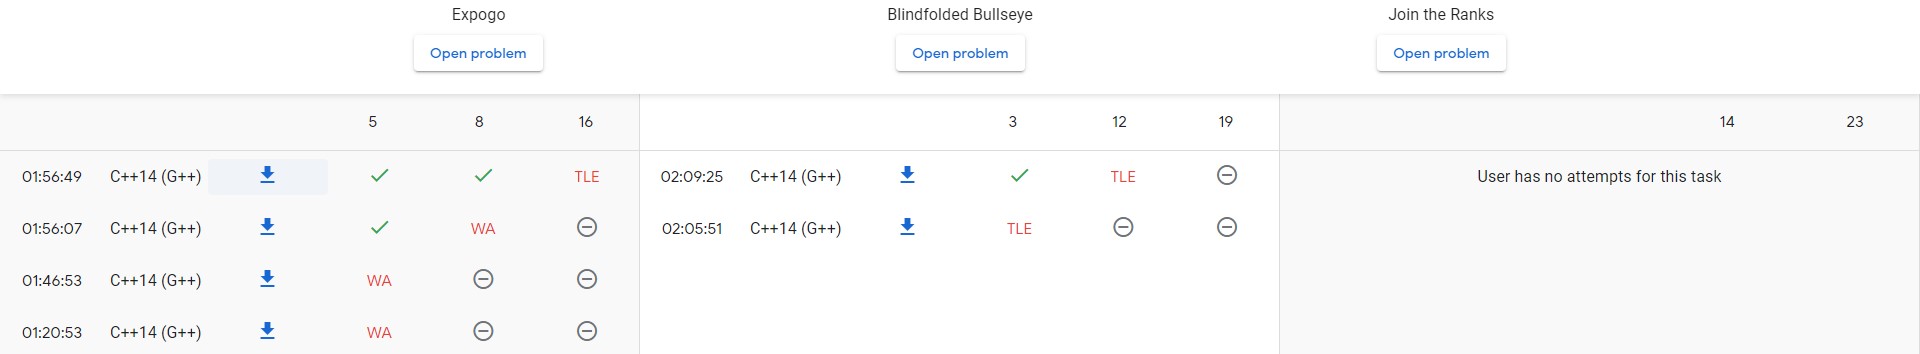 Expogo Blindfolded Bullseye Join the Ranks
Open problem Open problem Open problem
5 8 16 3 12 19 14 23
01:56:49 C++14 (G++) TLE 02:09:25 C++14 (G++) TLE User has no attempts for this task
01:56:07 C++14 (G++) WA 02:05:51 C++14 (G++) TLE
01:46:53 C++14 (G++) WA
01:20:53 C++14 (G++) WA